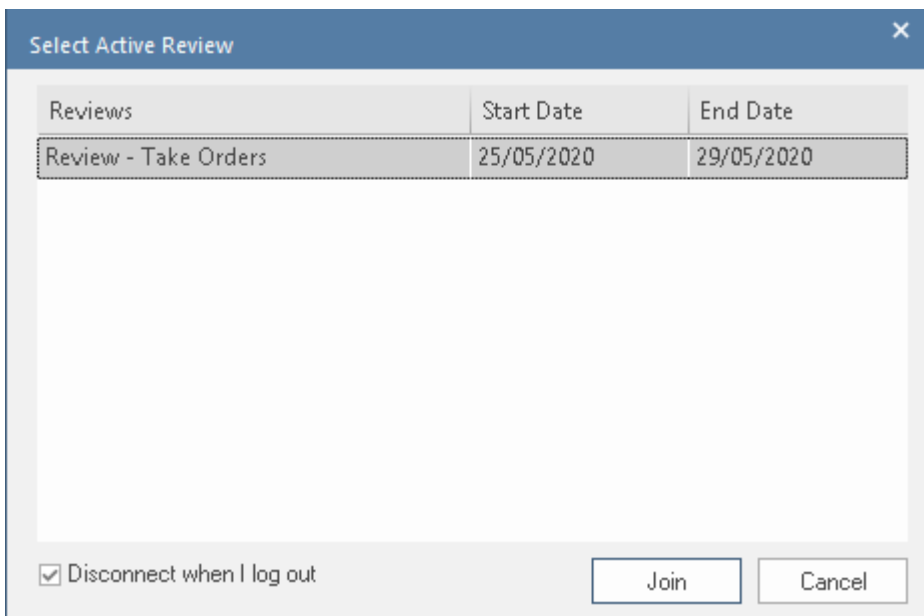 Select Active Review
Reviews Start Date End Date
Review - Take Orders 25/05/2020 29/05/2020
Disconnect when I log out Join Cancel